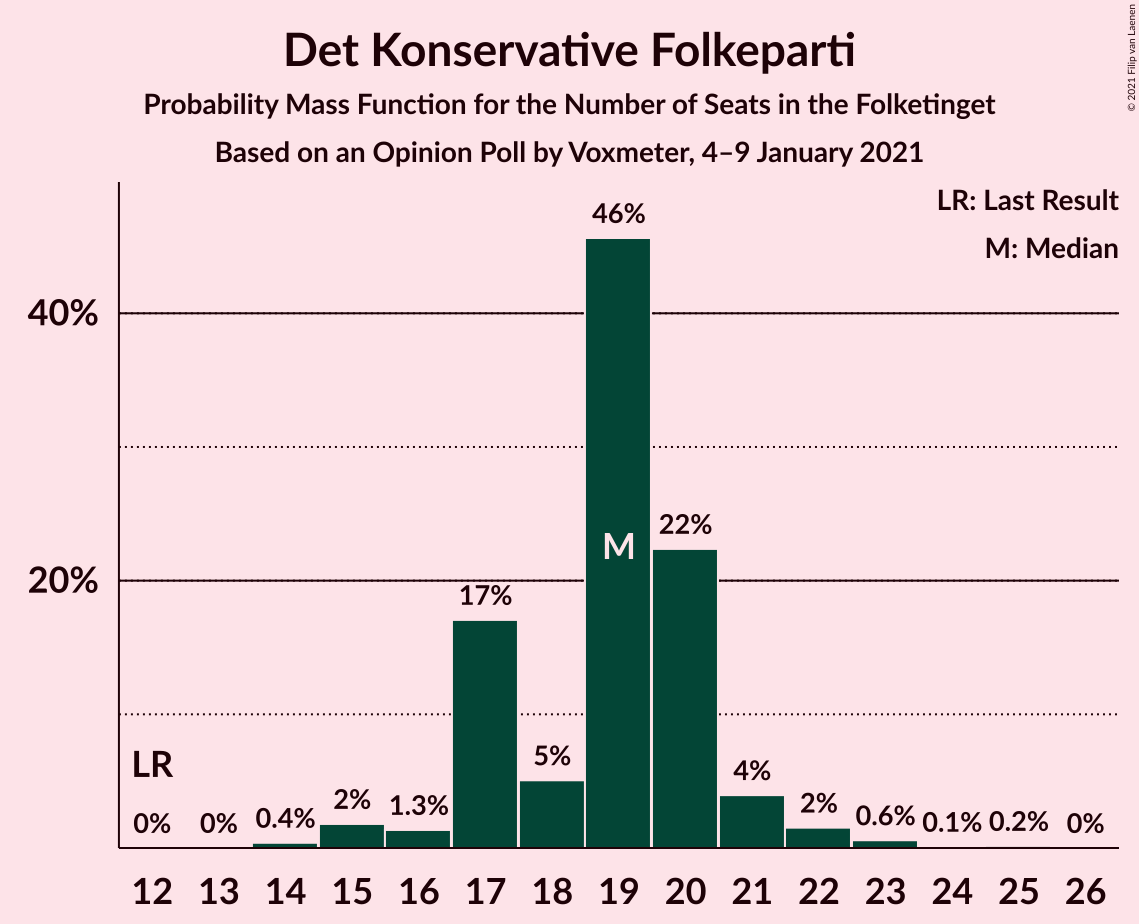 Det Konservative Folkeparti
Probability Mass Function for the Number of Seats in the Folketinget
Based on an Opinion Poll by Voxmeter, 4–9 January 2021
© 2021 Filip van Laenen
LR: Last Result
M: Median
40%
20%
LR
0%
0%
0.4%
2%
1.3%
17%
5%
46%
M
22%
4%
2%
0.6%
0.1%
0.2%
0%
12 13 14 15 16 17 18 19 20 21 22 23 24 25 26